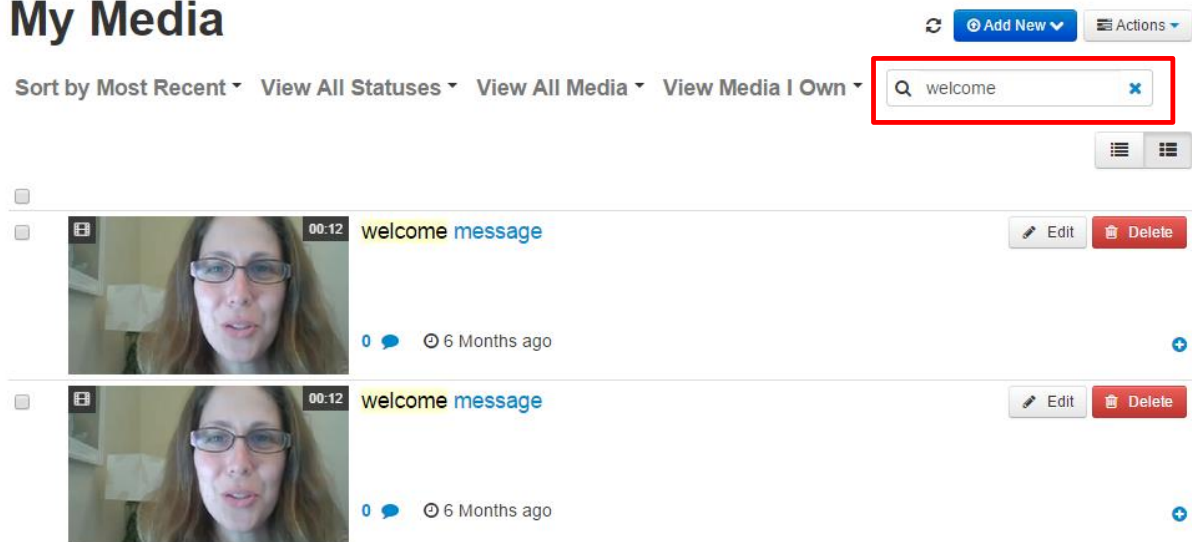 My Media
Add New
Actions
Sort by Most Recent View All Statuses View All Media View Media I Own welcome
00:12 welcome message Edit Delete
0 6 Months ago
00:12 welcome message Edit Delete
0 6 Months ago